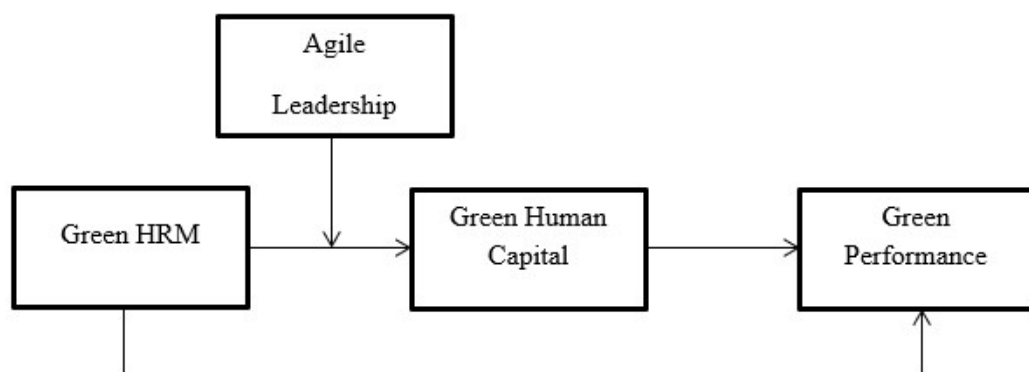 Agile
Leadership
Green HRM
Green Human
Capital
Green
Performance